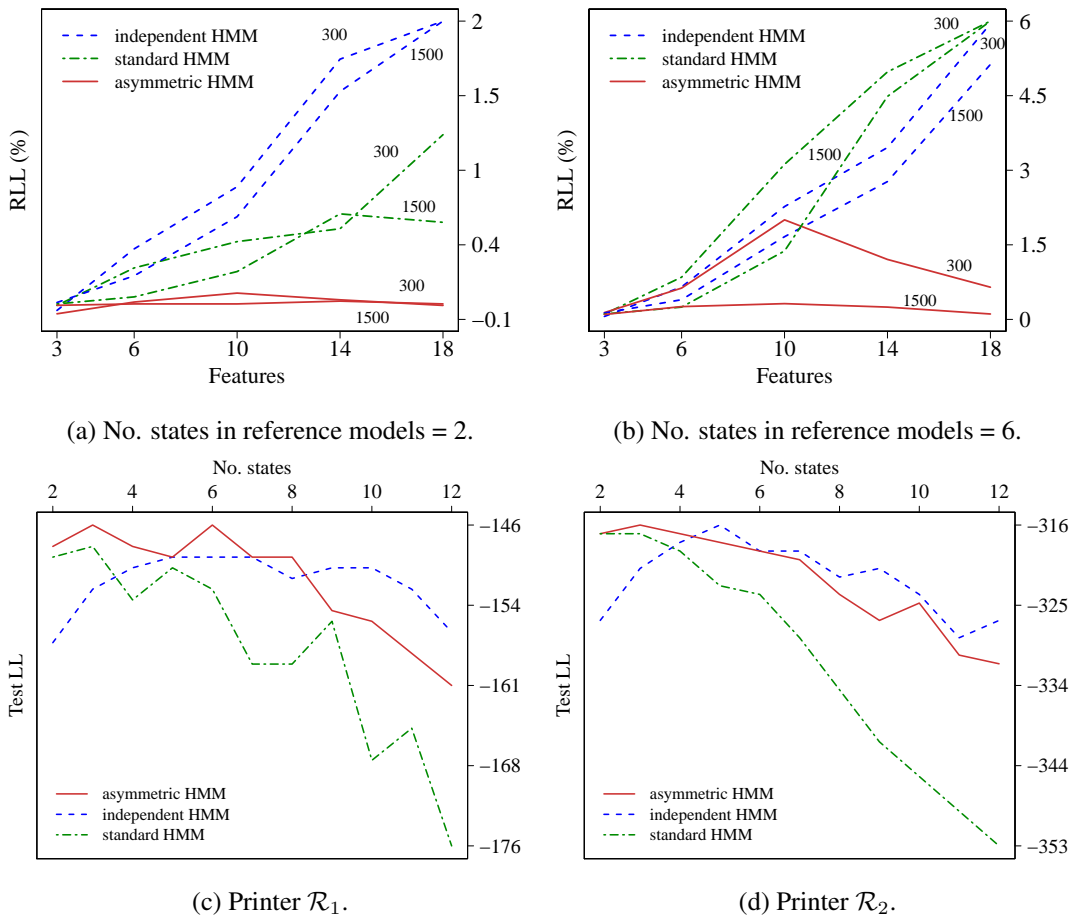 independent HMM
standard HMM
asymmetric HMM
300
1500
300
1500
300
1500
2
1.5
1
0.4
−0.1
RLL (%)
3 6 10 14 18
Features
(a) No. states in reference models = 2.
independent HMM
standard HMM
asymmetric HMM
300
300
1500
1500
300
1500
6
4.5
3
1.5
0
RLL (%)
3 6 10 14 18
Features
(b) No. states in reference models = 6.
No. states
2 4 6 8 10 12
−146
−154
−161
−168
−176
Test LL
asymmetric HMM
independent HMM
standard HMM
(c) Printer R₁.
No. states
2 4 6 8 10 12
−316
−325
−334
−344
−353
Test LL
asymmetric HMM
independent HMM
standard HMM
(d) Printer R₂.